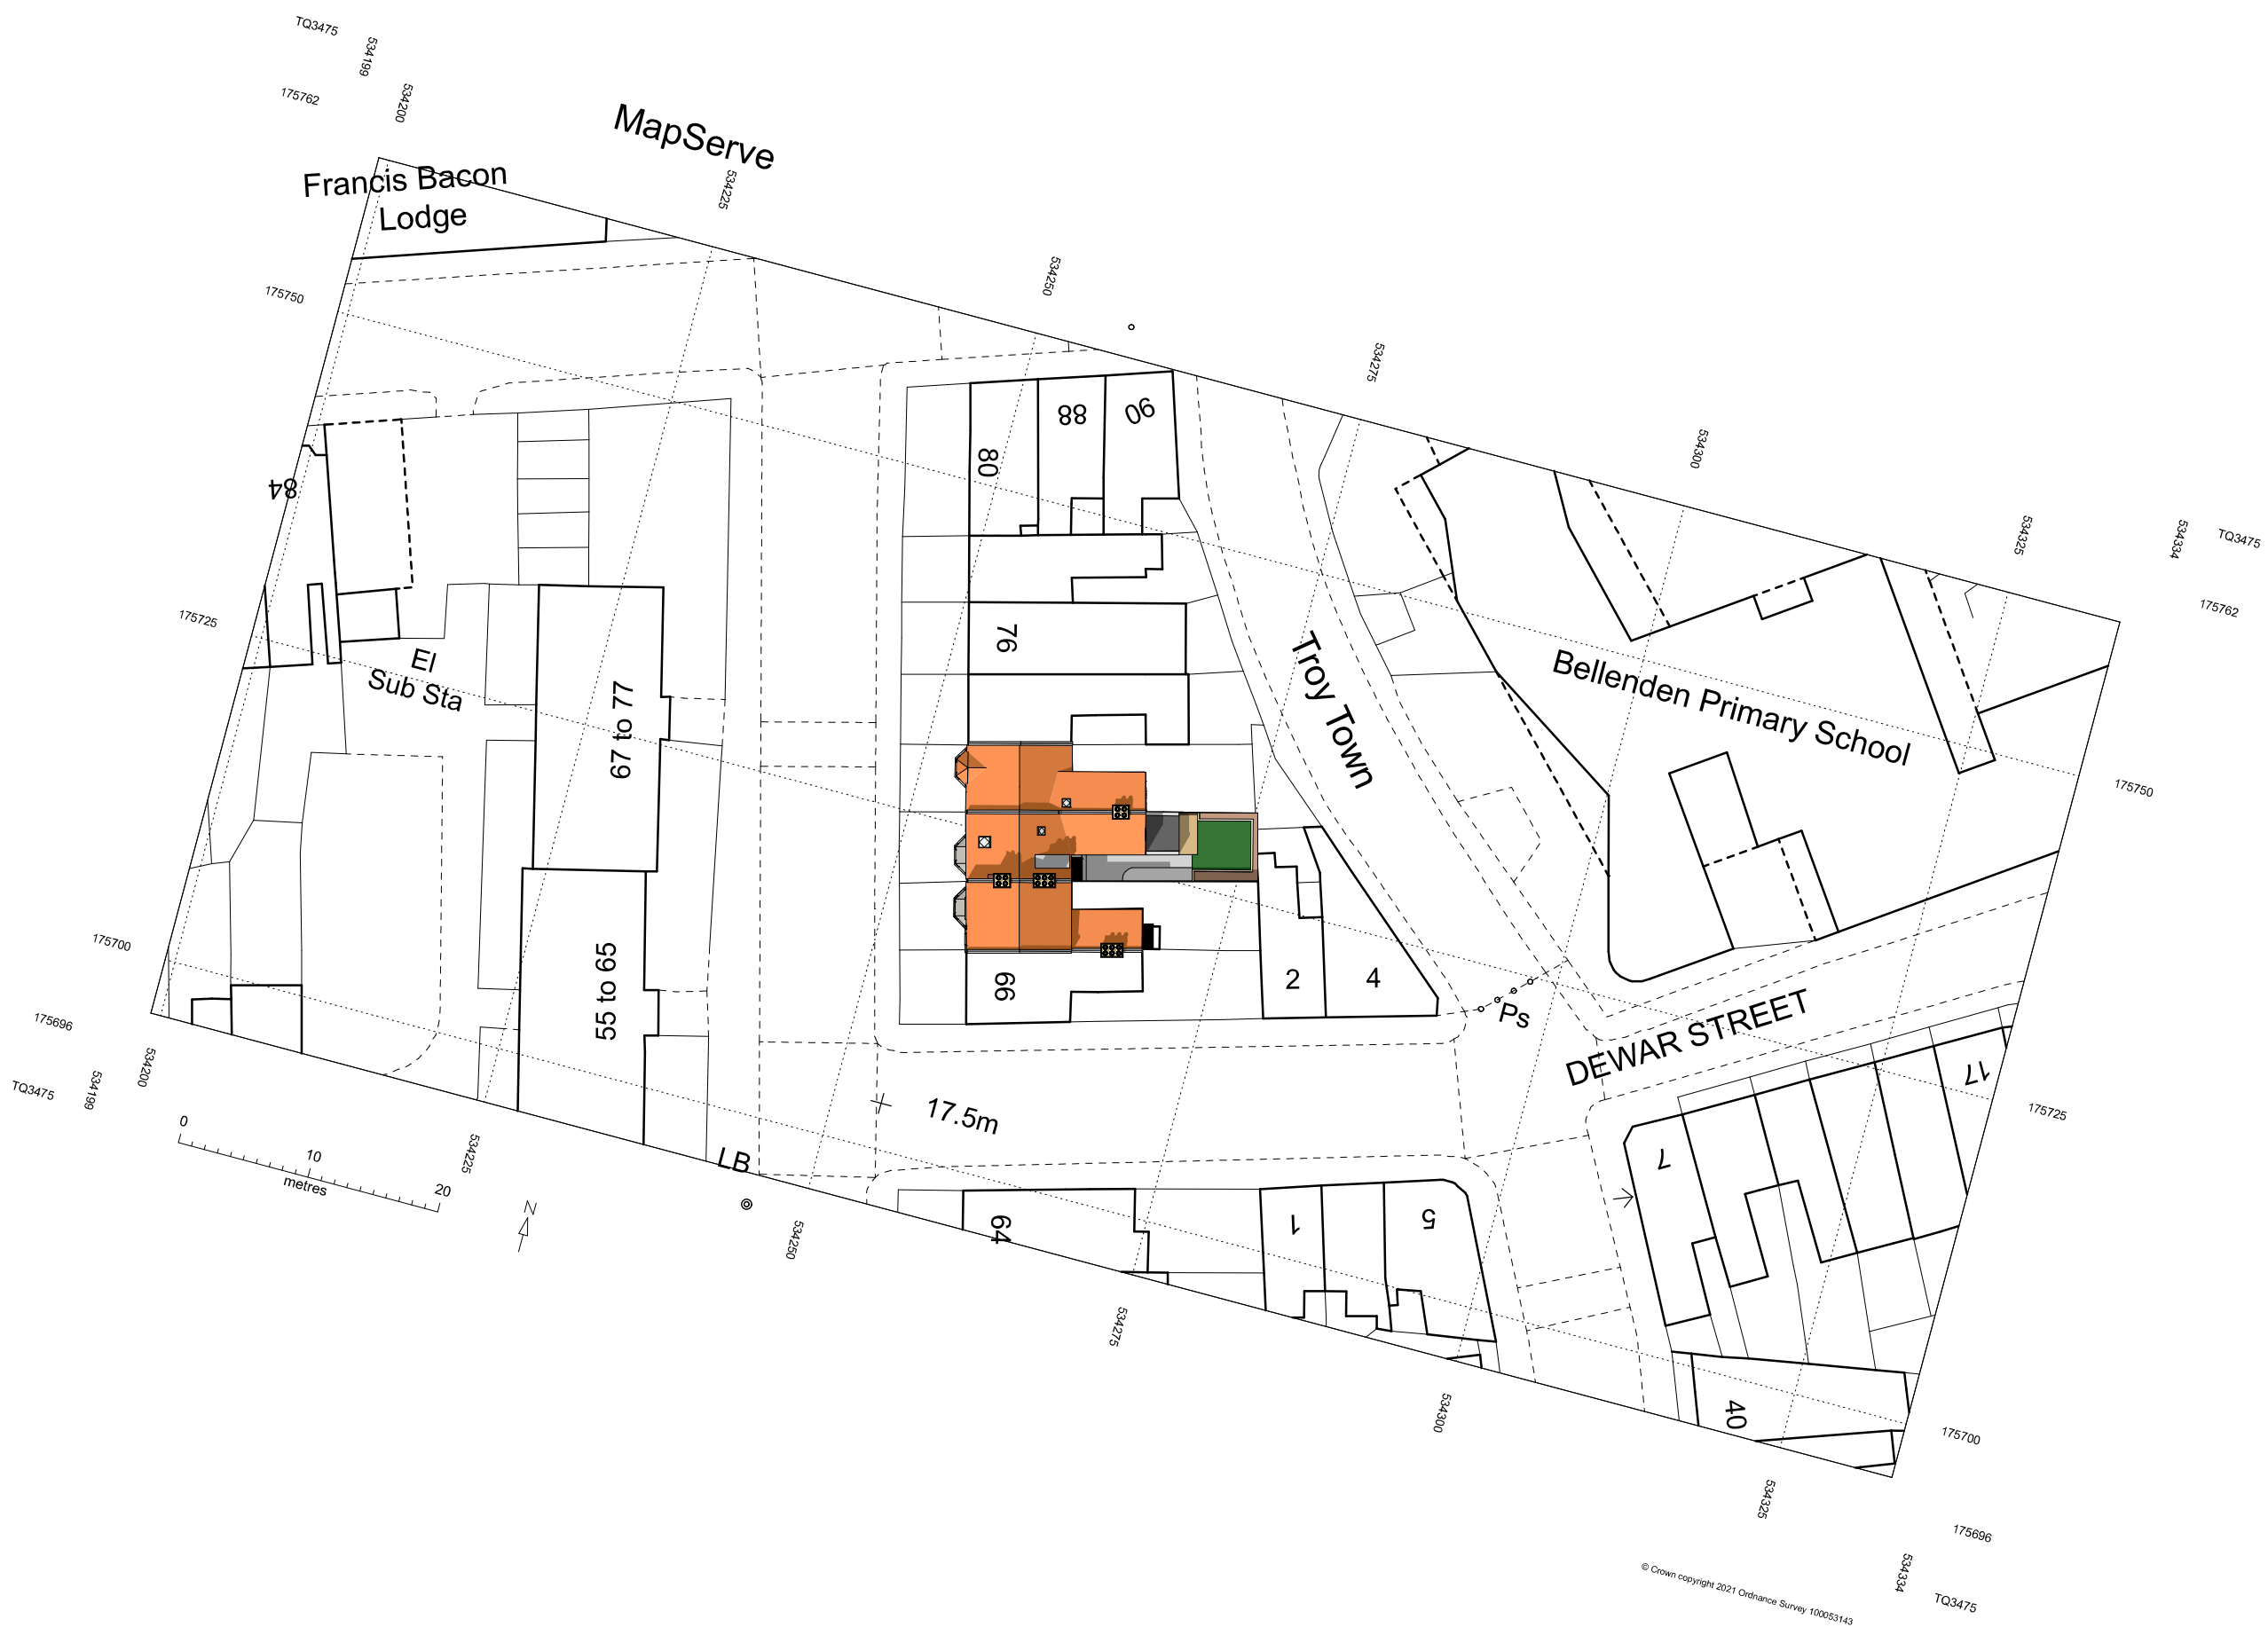 TQ3475
534199
175762
534200
MapServe
Francis Bacon
Lodge
534225
175750
534250
534275
534300
534325
534334
TQ3475
175762
80
88
90
84
175725
El
Sub Sta
67 to 77
76
Troy Town
Bellenden Primary School
175750
175700
55 to 65
66
2
4
Ps
DEWAR STREET
17
175696
534200
534199
TQ3475
17.5m
175725
0
10
20
metres
N
534225
LB
534250
64
1
5
7
534275
534300
40
175700
534325
175696
534334
TQ3475
© Crown copyright 2021 Ordnance Survey 100053143